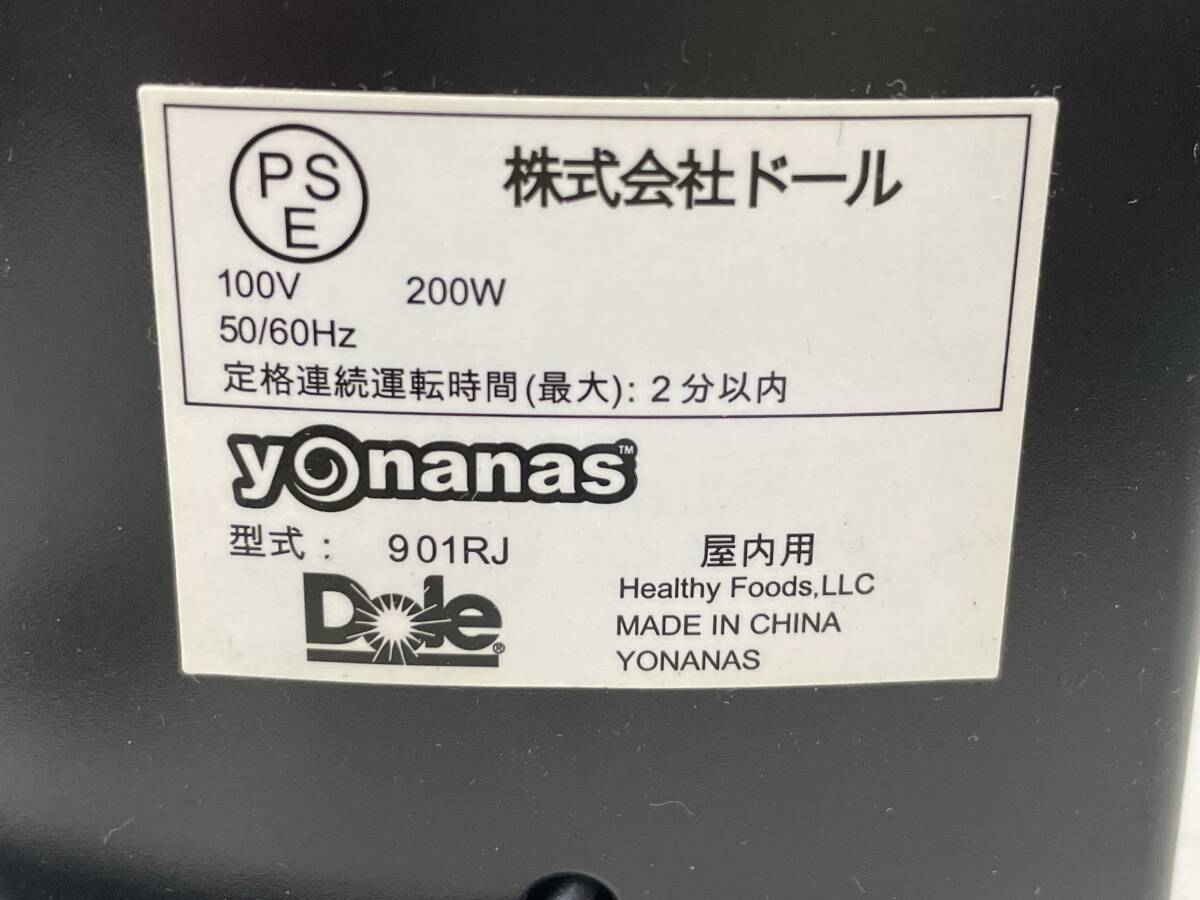 PS
E
株式会社ドール
100V 200W
50/60Hz
定格連続運転時間(最大): 2分以内
yonanas™
型式: 901RJ
屋内用
Dole®
Healthy Foods,LLC
MADE IN CHINA
YONANAS